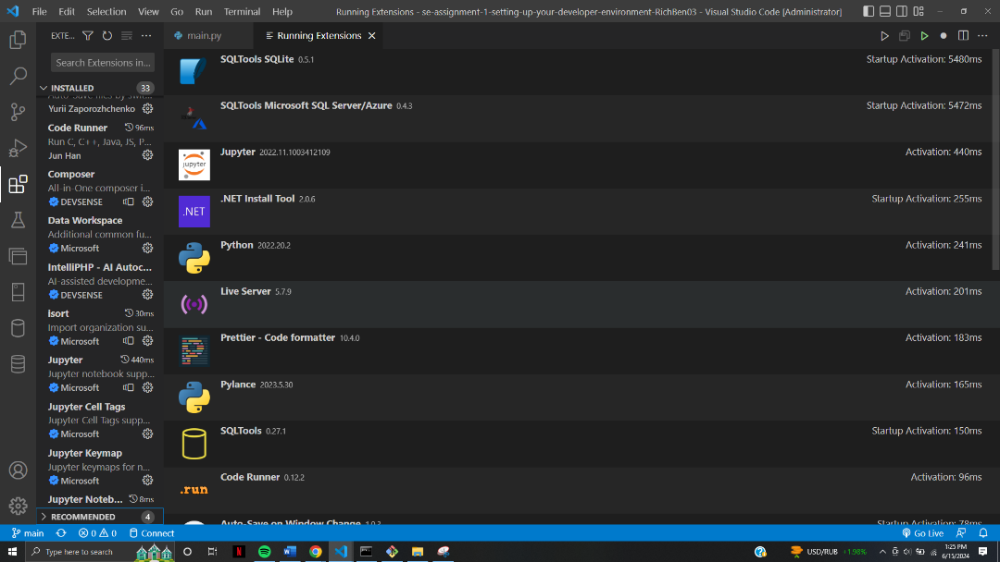 File Edit Selection View Go Run Terminal Help
Running Extensions - se-assignment-1-setting-up-your-developer-environment-RichBen03 - Visual Studio Code [Administrator]
EXTE...
main.py
Running Extensions
Search Extensions in...
INSTALLED 33
Yurii Zaporozhchenko
Code Runner 96ms
Run C, C++, Java, JS, P...
Jun Han
Composer
All-in-One composer i...
DEVSENSE
Data Workspace
Additional common fu...
Microsoft
IntelliPHP - AI Autoc...
AI-assisted developme...
DEVSENSE
isort 30ms
Import organization su...
Microsoft
Jupyter 440ms
Jupyter notebook supp...
Microsoft
Jupyter Cell Tags
Jupyter Cell Tags supp...
Microsoft
Jupyter Keymap
Jupyter keymaps for n...
Microsoft
Jupyter Noteb... 8ms
RECOMMENDED 4
SQLTools SQLite 0.5.1 Startup Activation: 5480ms
SQLTools Microsoft SQL Server/Azure 0.4.3 Startup Activation: 5472ms
jupyter
Jupyter 2022.11.1003412109 Activation: 440ms
.NET
.NET Install Tool 2.0.6 Startup Activation: 255ms
Python 2022.20.2 Activation: 241ms
Live Server 5.7.9 Activation: 201ms
Prettier - Code formatter 10.4.0 Activation: 183ms
Pylance 2023.5.30 Activation: 165ms
SQLTools 0.27.1 Startup Activation: 150ms
.run
Code Runner 0.12.2 Activation: 96ms
Auto-Save on Window Change 1.0.3 Startup Activation: 78ms
main 0 0 Connect Go Live
Type here to search
USD/RUB +1.98%
1:25 PM
6/15/2024